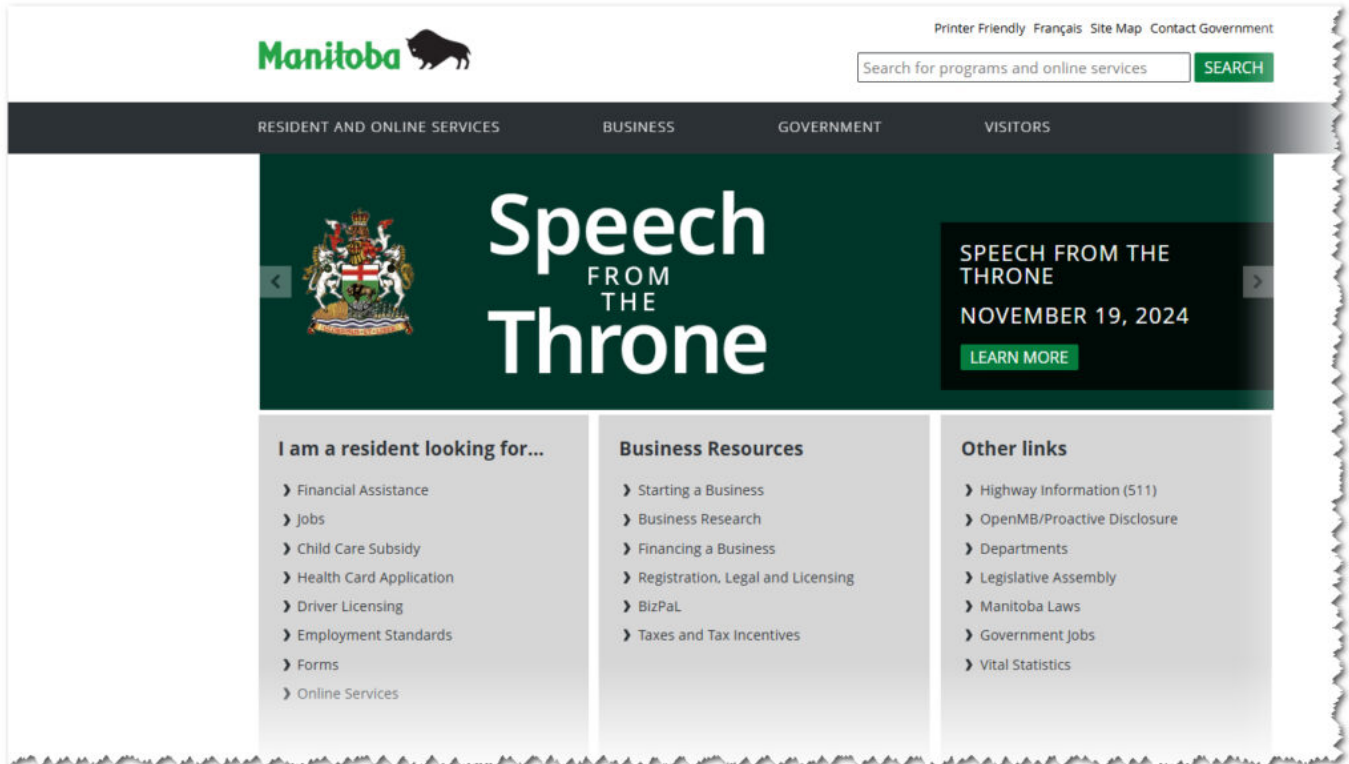 Printer Friendly Français Site Map Contact Government
Manitoba
Search for programs and online services SEARCH
RESIDENT AND ONLINE SERVICES BUSINESS GOVERNMENT VISITORS
Speech
FROM
THE
Throne
SPEECH FROM THE
THRONE
NOVEMBER 19, 2024
LEARN MORE
I am a resident looking for...
Financial Assistance
Jobs
Child Care Subsidy
Health Card Application
Driver Licensing
Employment Standards
Forms
Online Services
Business Resources
Starting a Business
Business Research
Financing a Business
Registration, Legal and Licensing
BizPaL
Taxes and Tax Incentives
Other links
Highway Information (511)
OpenMB/Proactive Disclosure
Departments
Legislative Assembly
Manitoba Laws
Government Jobs
Vital Statistics